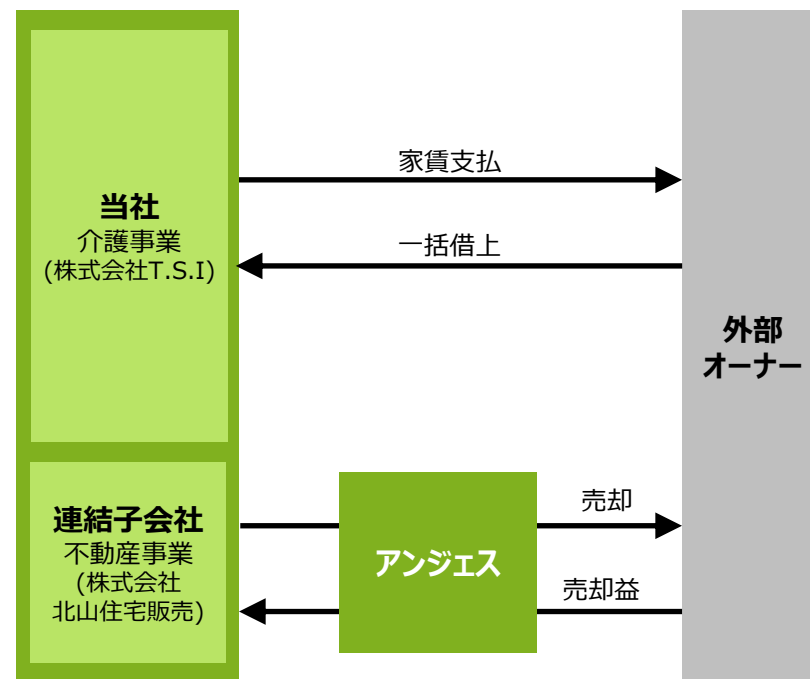 家賃支払
当社
介護事業
(株式会社T.S.I)
一括借上
外部
オーナー
連結子会社
不動産事業
(株式会社
北山住宅販売)
アンジェス
売却
売却益